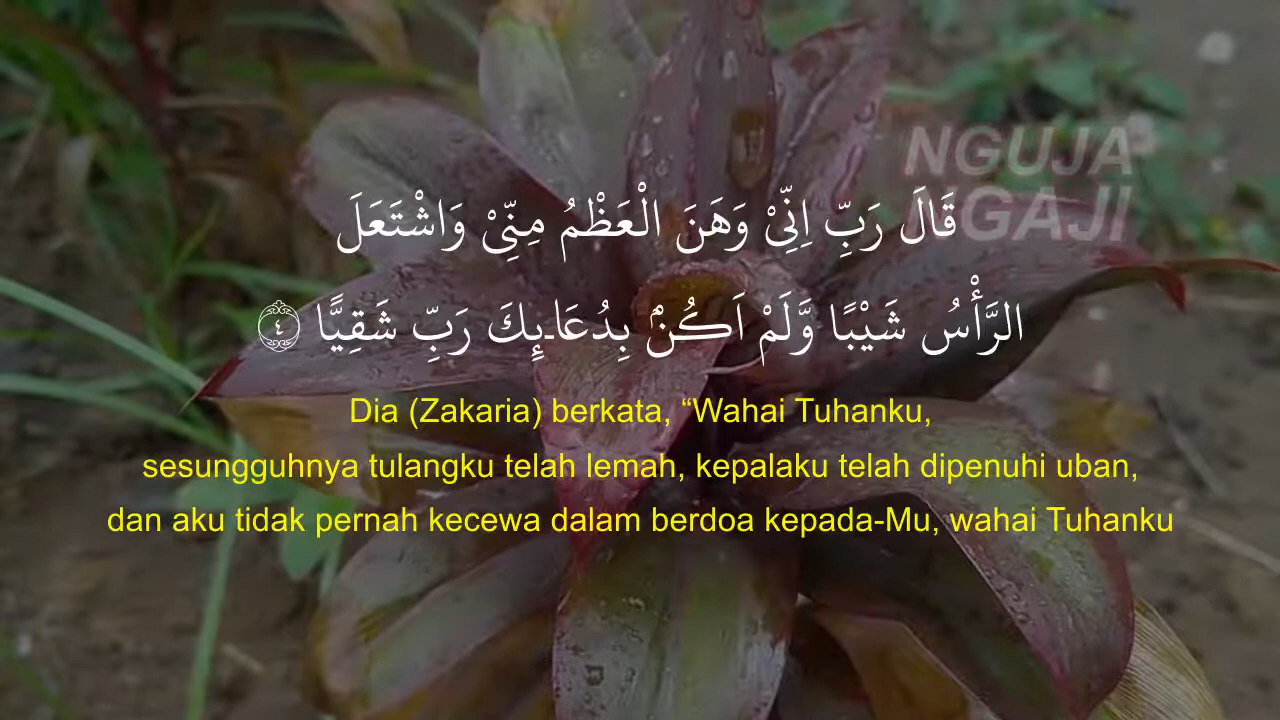 NGUJA
NGAJI
قَالَ رَبِّ اِنِّيْ وَهَنَ الْعَظْمُ مِنِّيْ وَاشْتَعَلَ
الرَّأْسُ شَيْبًا وَّلَمْ اَكُنْۢ بِدُعَاۤىِٕكَ رَبِّ شَقِيًّا ٤
Dia (Zakaria) berkata, “Wahai Tuhanku,
sesungguhnya tulangku telah lemah, kepalaku telah dipenuhi uban,
dan aku tidak pernah kecewa dalam berdoa kepada-Mu, wahai Tuhanku